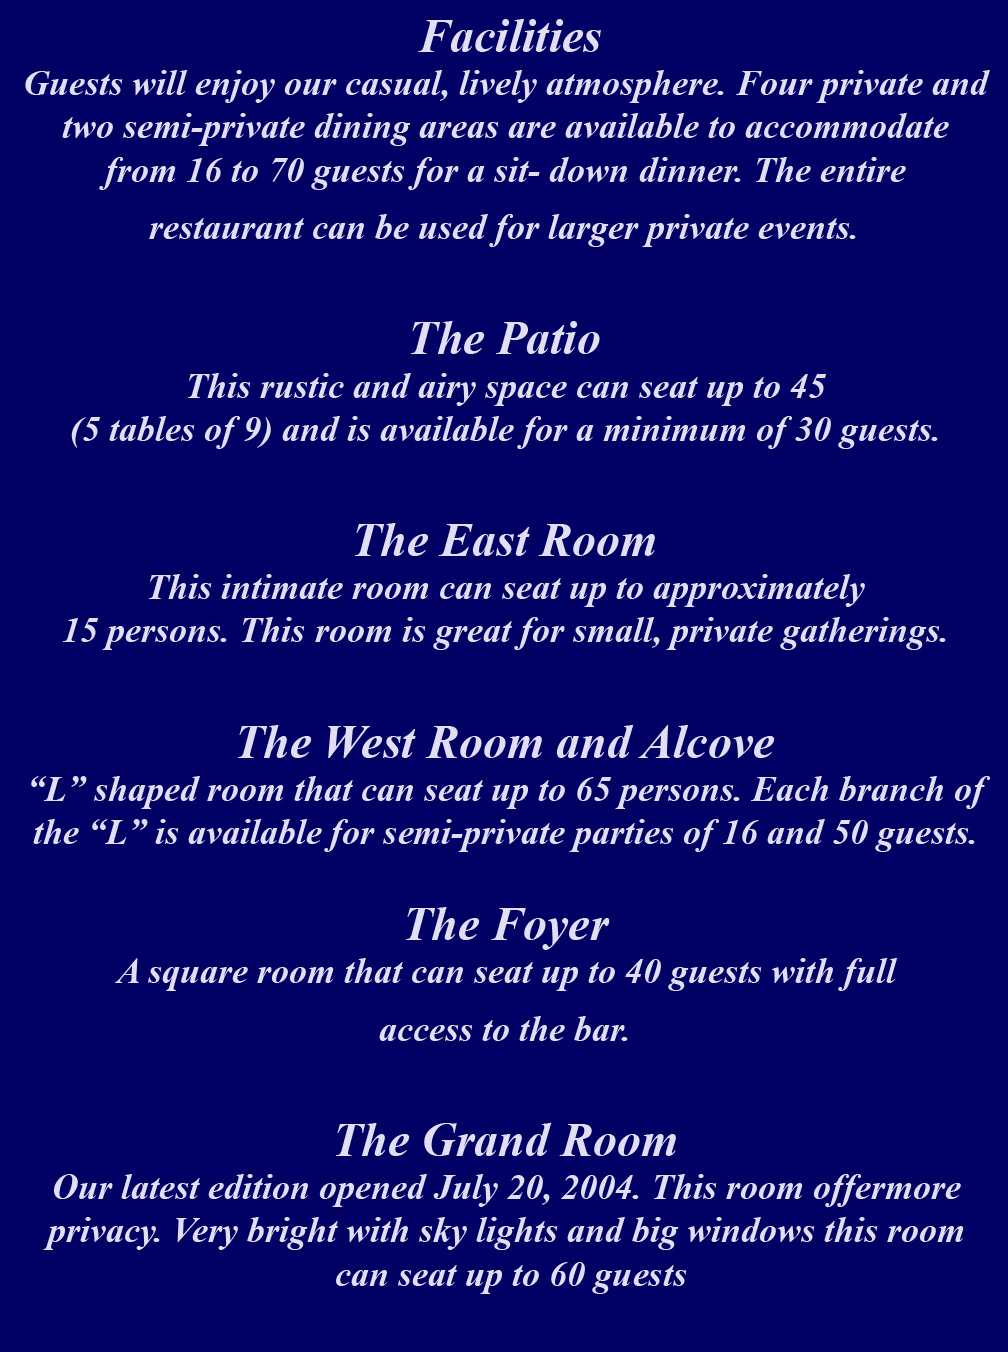 Facilities
Guests will enjoy our casual, lively atmosphere. Four private and
two semi-private dining areas are available to accommodate
from 16 to 70 guests for a sit- down dinner. The entire
restaurant can be used for larger private events.
The Patio
This rustic and airy space can seat up to 45
(5 tables of 9) and is available for a minimum of 30 guests.
The East Room
This intimate room can seat up to approximately
15 persons. This room is great for small, private gatherings.
The West Room and Alcove
“L” shaped room that can seat up to 65 persons. Each branch of
the “L” is available for semi-private parties of 16 and 50 guests.
The Foyer
A square room that can seat up to 40 guests with full
access to the bar.
The Grand Room
Our latest edition opened July 20, 2004. This room offermore
privacy. Very bright with sky lights and big windows this room
can seat up to 60 guests